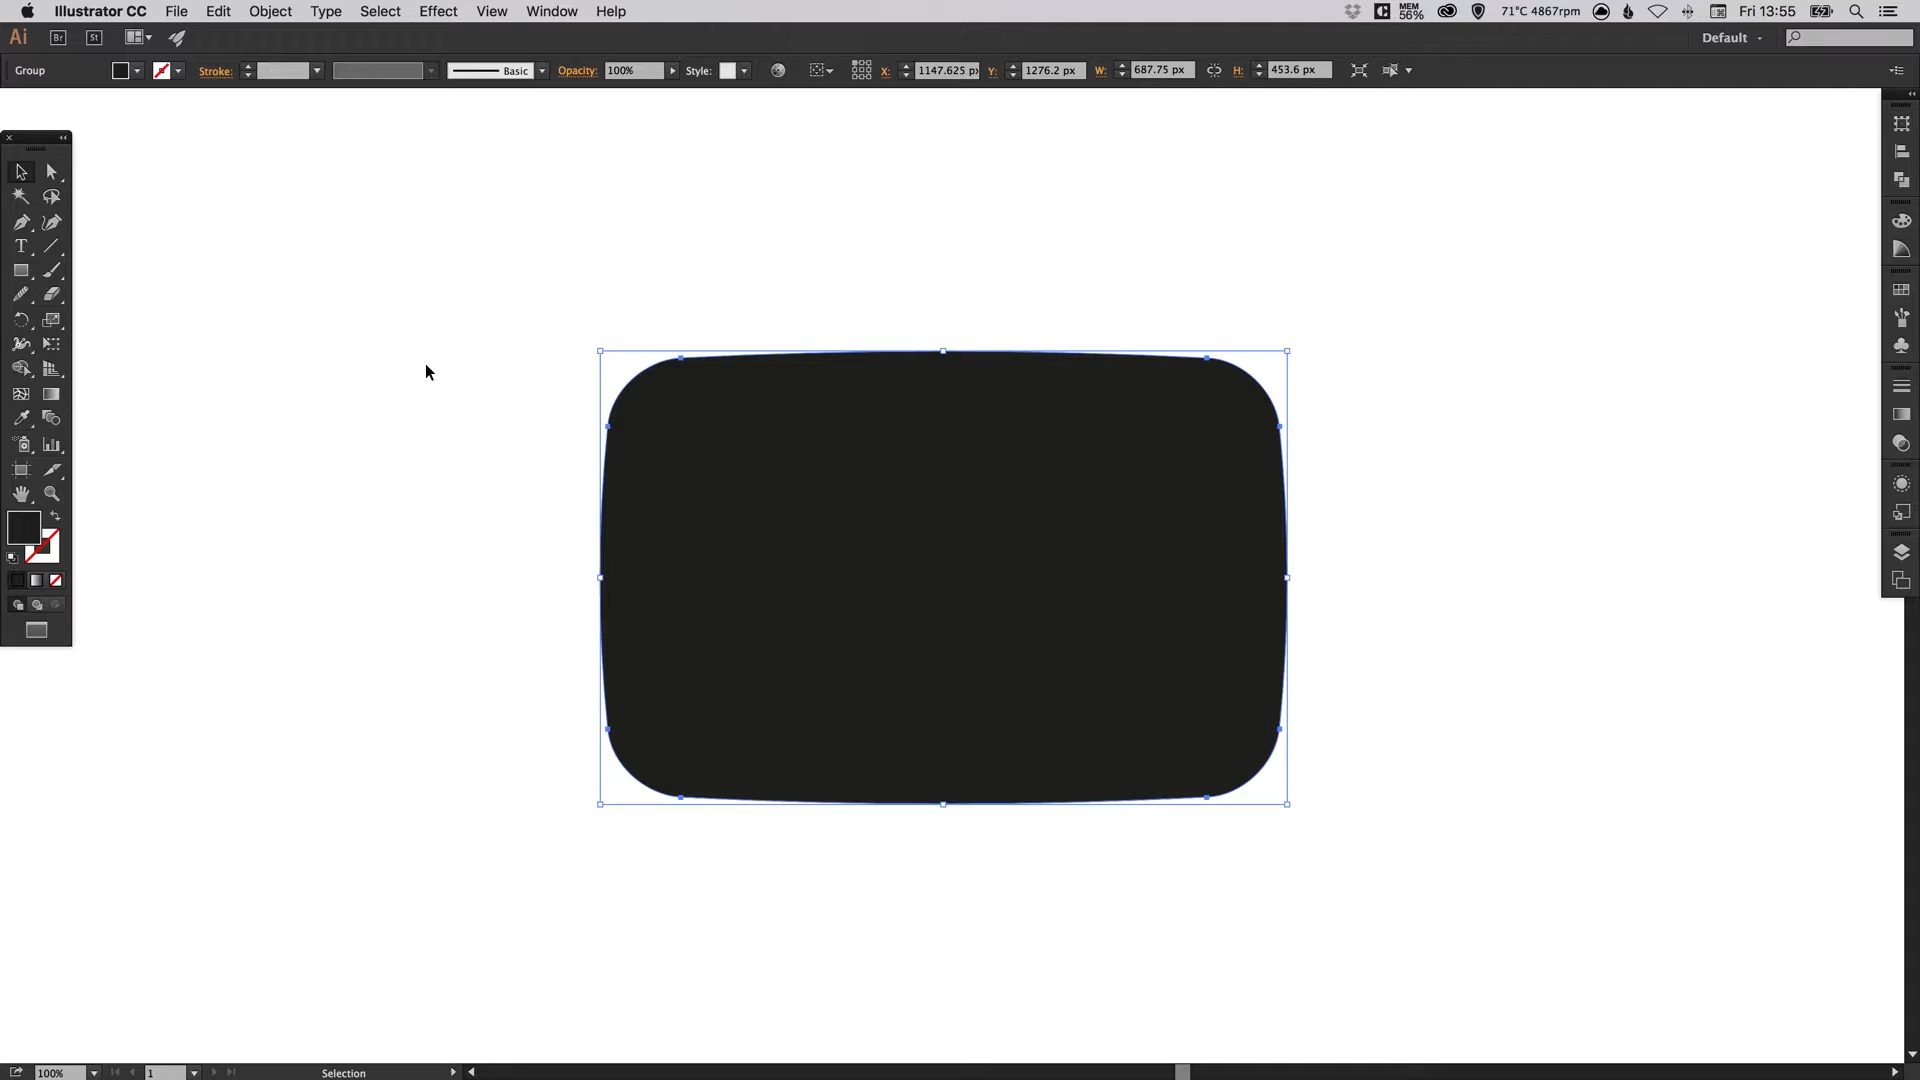 Illustrator CC File Edit Object Type Select Effect View Window Help MEM 56% 71°C 4867rpm Fri 13:55
Ai Br St Default
Group Stroke: Basic Opacity: 100% Style: X: 1147.625 px Y: 1276.2 px W: 687.75 px H: 453.6 px
T
100% 1 Selection